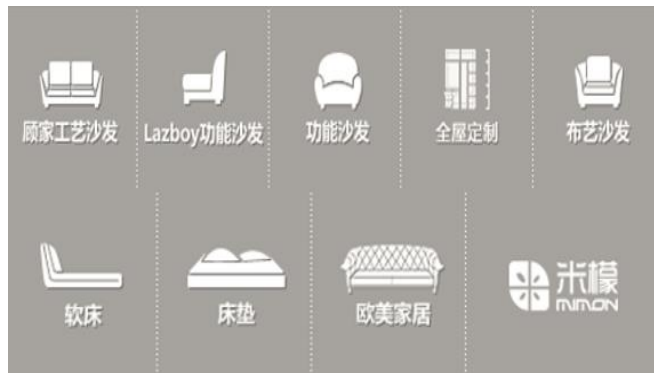 顾家工艺沙发
Lazboy功能沙发
功能沙发
全屋定制
布艺沙发
软床
床垫
欧美家居
米檬
MIMON